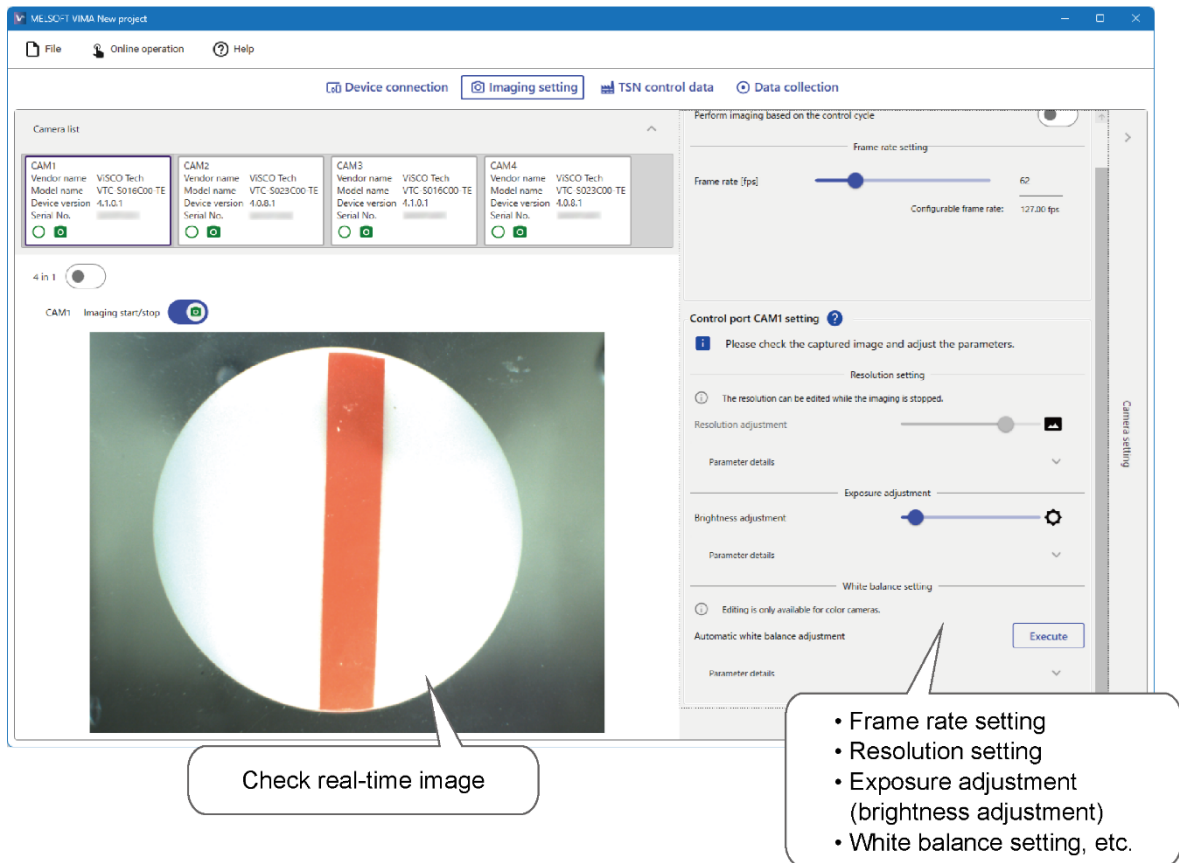 MELSOFT VIMA New project
File Online operation Help
Device connection Imaging setting TSN control data Data collection
Camera list
CAM1
Vendor name ViSCO Tech
Model name VTC-S016C00-TE
Device version 4.1.0.1
Serial No.
CAM2
Vendor name ViSCO Tech
Model name VTC-S023C00-TE
Device version 4.0.8.1
Serial No.
CAM3
Vendor name ViSCO Tech
Model name VTC-S016C00-TE
Device version 4.1.0.1
Serial No.
CAM4
Vendor name ViSCO Tech
Model name VTC-S023C00-TE
Device version 4.0.8.1
Serial No.
4 in 1
CAM1 Imaging start/stop
Perform imaging based on the control cycle
Frame rate setting
Frame rate [fps] 62
Configurable frame rate: 127.00 fps
Control port CAM1 setting ?
Please check the captured image and adjust the parameters.
Resolution setting
The resolution can be edited while the imaging is stopped.
Resolution adjustment
Parameter details
Exposure adjustment
Brightness adjustment
Parameter details
White balance setting
Editing is only available for color cameras.
Automatic white balance adjustment Execute
Parameter details
Camera setting
Check real-time image
• Frame rate setting
• Resolution setting
• Exposure adjustment
(brightness adjustment)
• White balance setting, etc.